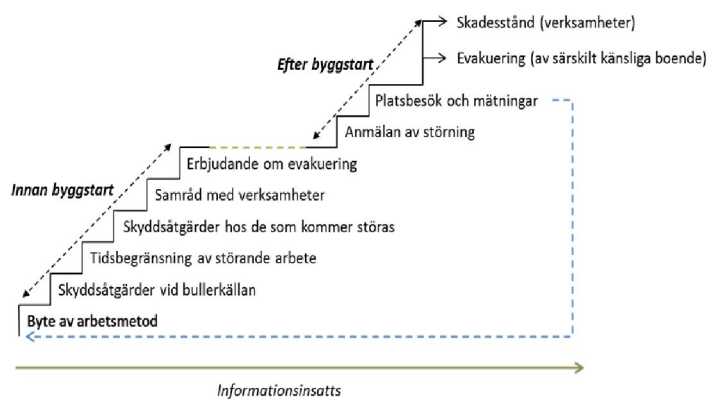 Skadesstånd (verksamheter)
Efter byggstart
Evakuering (av särskilt känsliga boende)
Platsbesök och mätningar
Anmälan av störning
Erbjudande om evakuering
Innan byggstart
Samråd med verksamheter
Skyddsåtgärder hos de som kommer störas
Tidsbegränsning av störande arbete
Skyddsåtgärder vid bullerkällan
Byte av arbetsmetod
Informationsinsatts